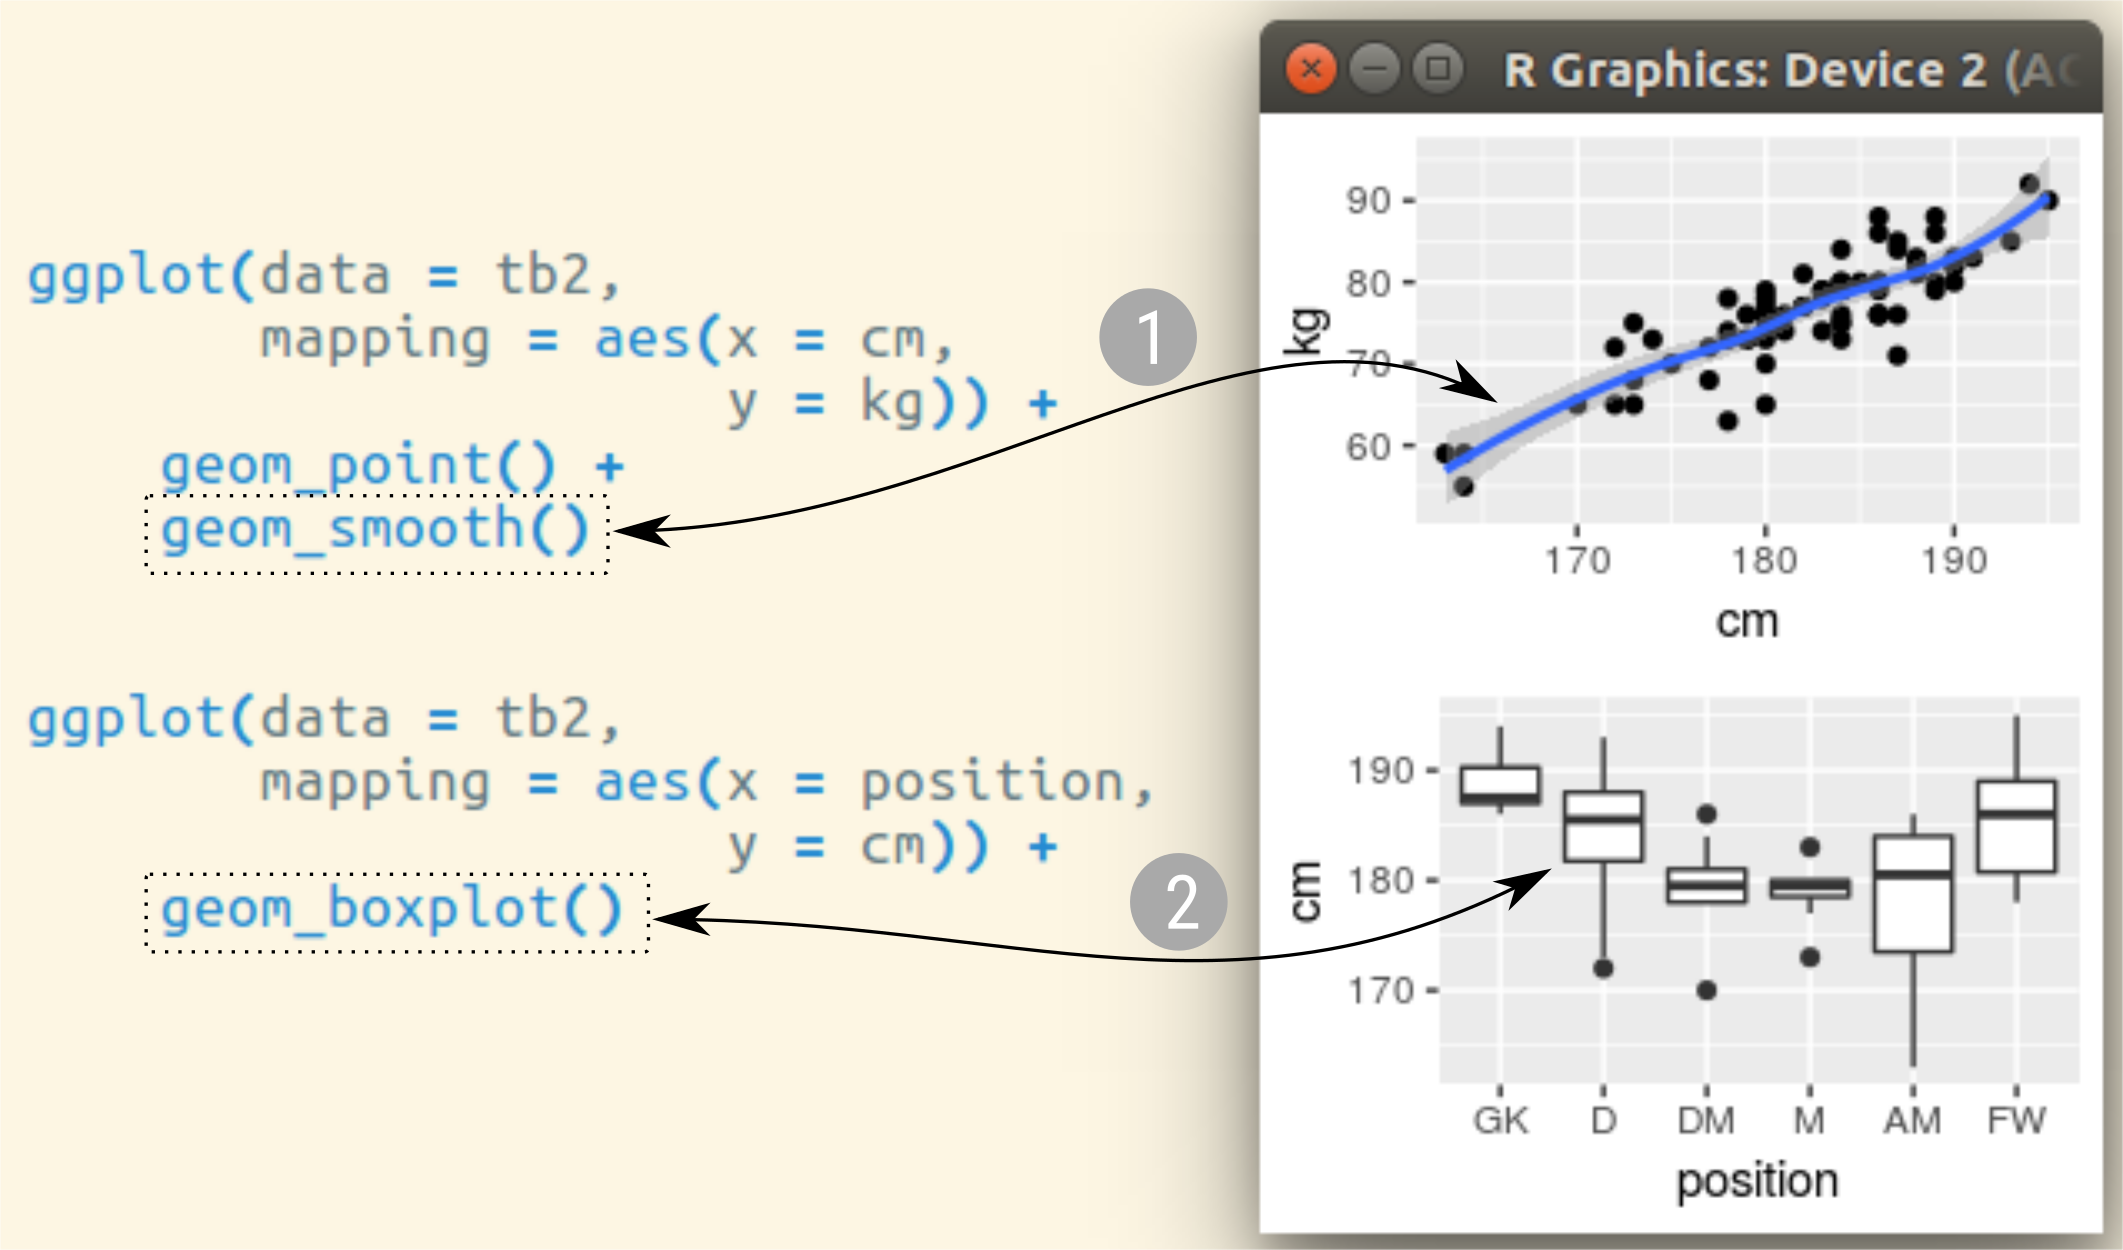 ggplot(data = tb2,
mapping = aes(x = cm,
y = kg)) +
geom_point() +
geom_smooth()
1
ggplot(data = tb2,
mapping = aes(x = position,
y = cm)) +
geom_boxplot()
2
R Graphics: Device 2 (AC
90
80
70
60
kg
170 180 190
cm
190
180
170
cm
GK D DM M AM FW
position